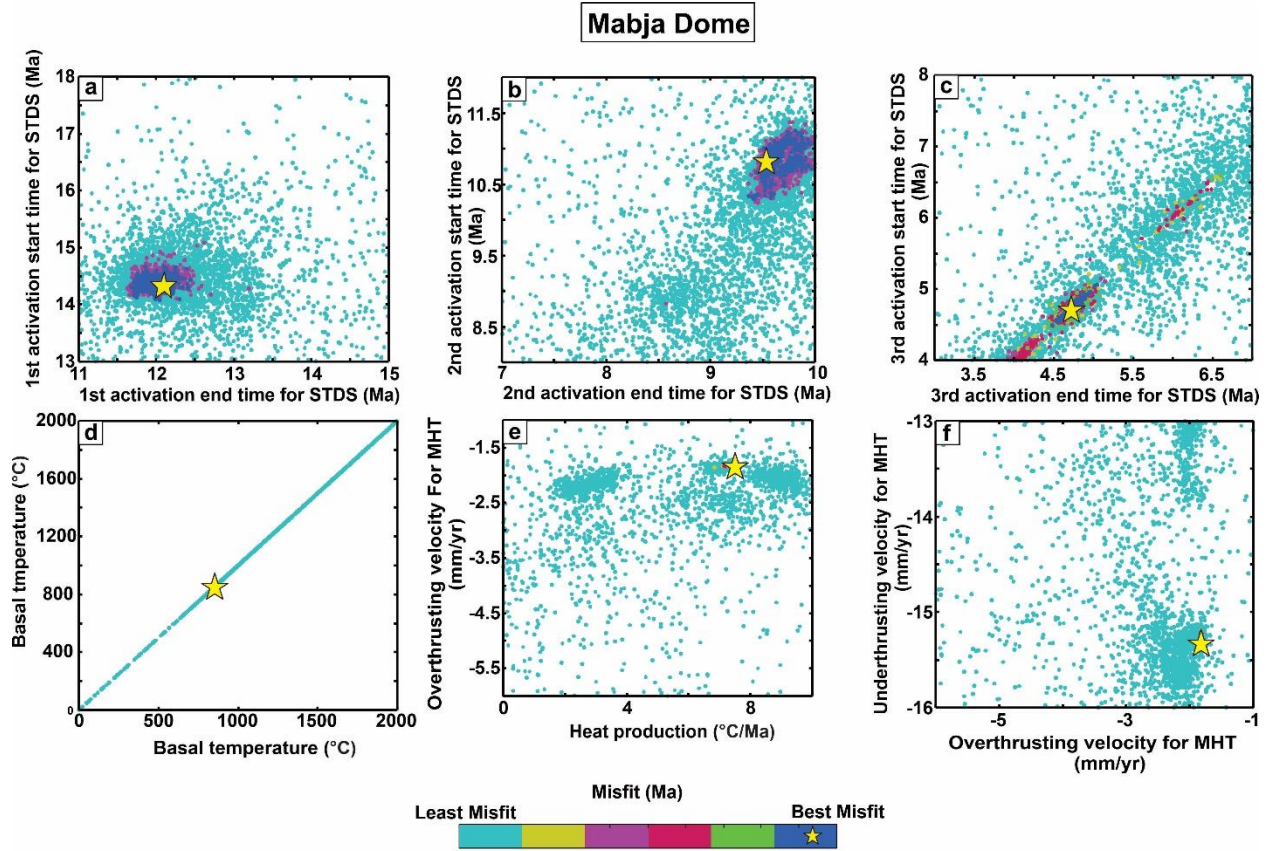 Mabja Dome
a
1st activation start time for STDS (Ma)
18
17
16
15
14
13
11
12
13
14
15
1st activation end time for STDS (Ma)
b
2nd activation start time for STDS
(Ma)
11.5
10.5
9.5
8.5
7
8
9
10
2nd activation end time for STDS (Ma)
c
3rd activation start time for STDS
(Ma)
8
7
6
5
4
3.5
4.5
5.5
6.5
3rd activation end time for STDS (Ma)
d
Basal tmperature (°C)
2000
1600
1200
800
400
0
0
500
1000
1500
2000
Basal temperature (°C)
e
Overthrusting velocity For MHT
(mm/yr)
-1.5
-2.5
-3.5
-4.5
-5.5
0
4
8
Heat production (°C/Ma)
f
Underthrusting velocity for MHT
(mm/yr)
-13
-14
-15
-16
-5
-3
-1
Overthrusting velocity for MHT
(mm/yr)
Misfit (Ma)
Least Misfit Best Misfit